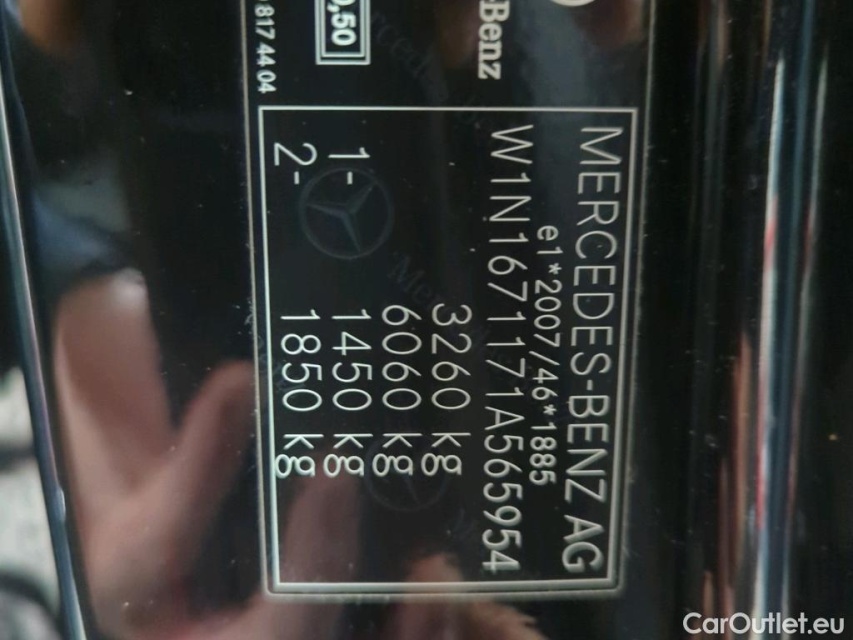 -Benz
0,50
817 44 04
MERCEDES-BENZ AG
e1*2007/46*1885
W1N1671171A565954
3260 kg
6060 kg
1- 1450 kg
2- 1850 kg
CarOutlet.eu